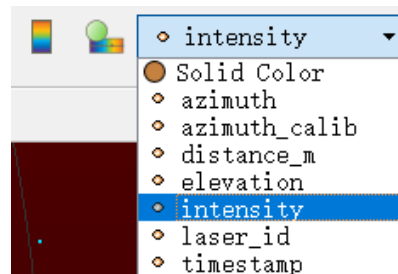 intensity
Solid Color
azimuth
azimuth_calib
distance_m
elevation
intensity
laser_id
timestamp